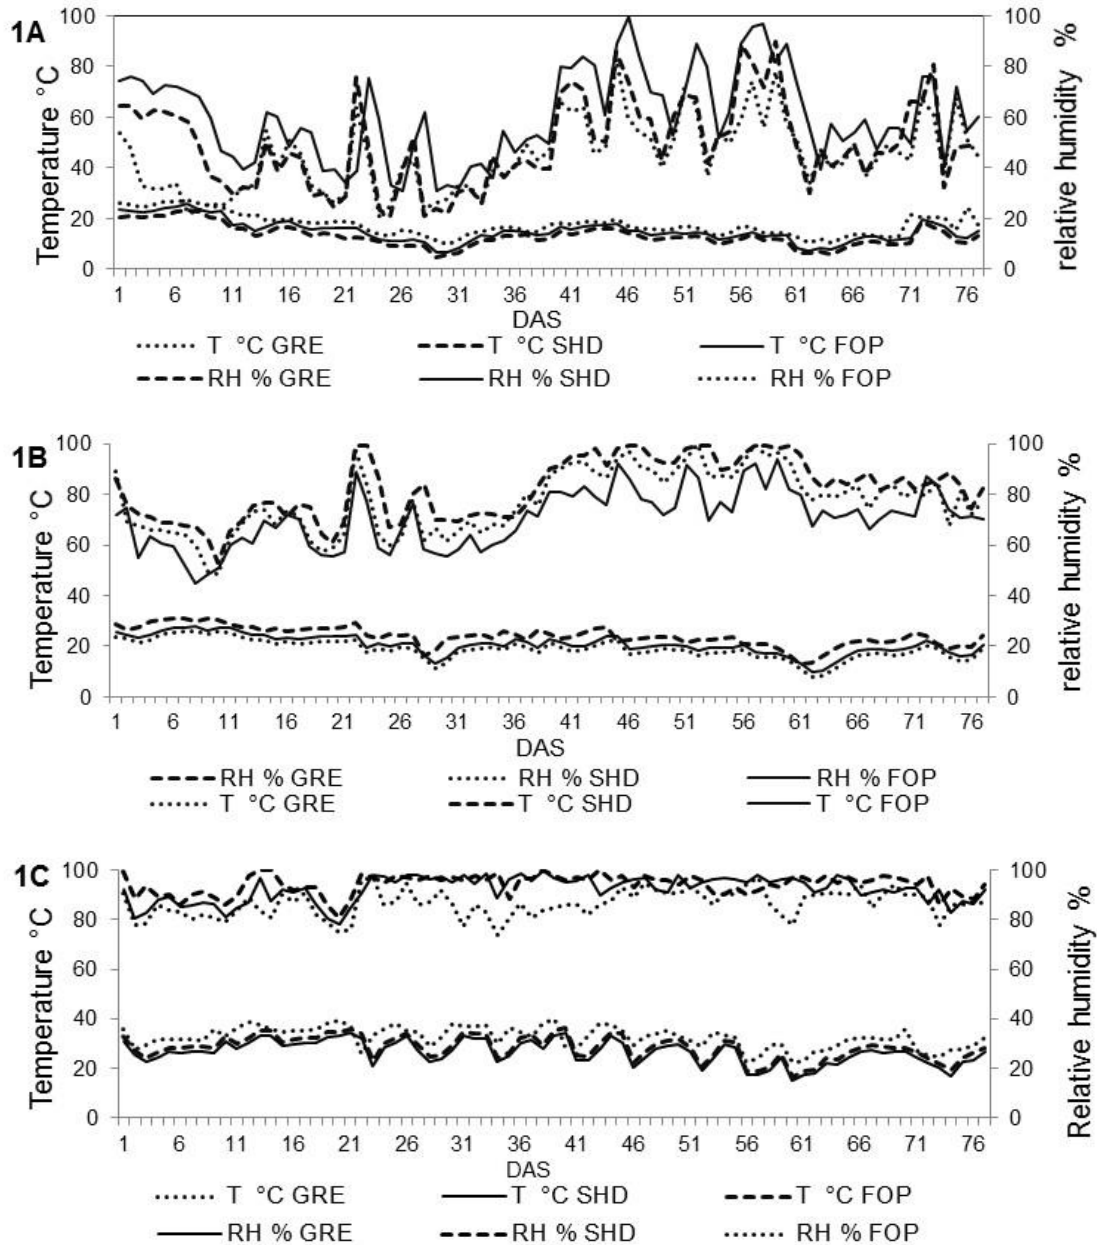 1A
Temperature °C
100 80 60 40 20 0
100 80 60 40 20 0
relative humidity %
1 6 11 16 21 26 31 36 41 46 51 56 61 66 71 76
DAS
T °C GRE T °C SHD T °C FOP
RH % GRE RH % SHD RH % FOP
1B
Temperature °C
100 80 60 40 20 0
100 80 60 40 20 0
relative humidity %
1 6 11 16 21 26 31 36 41 46 51 56 61 66 71 76
DAS
RH % GRE RH % SHD RH % FOP
T °C GRE T °C SHD T °C FOP
1C
Temperature °C
100 80 60 40 20 0
100 80 60 40 20 0
Relative humidity %
1 6 11 16 21 26 31 36 41 46 51 56 61 66 71 76
DAS
T °C GRE T °C SHD T °C FOP
RH % GRE RH % SHD RH % FOP